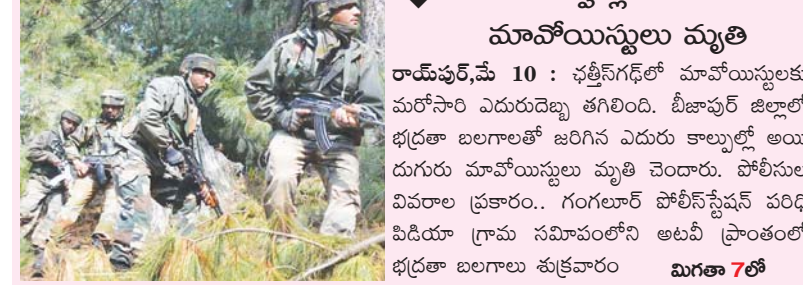 మావోయిస్టులు మృతి
రాయ్‌పుర్,మే 10 : ఛత్తీస్‌గఢ్‌లో మావోయిస్టులకు
మరోసారి ఎదురుదెబ్బ తగిలింది. బీజాపుర్ జిల్లాలో
భద్రతా బలగాలతో జరిగిన ఎదురు కాల్పుల్లో అయి
దుగురు మావోయిస్టులు మృతి చెందారు. పోలీసుల
వివరాల ప్రకారం.. గంగలూర్ పోలీస్‌స్టేషన్ పరిధి
పిడియా గ్రామ సమీపంలోని అటవీ ప్రాంతంలో
భద్రతా బలగాలు శుక్రవారం మిగతా 7లో